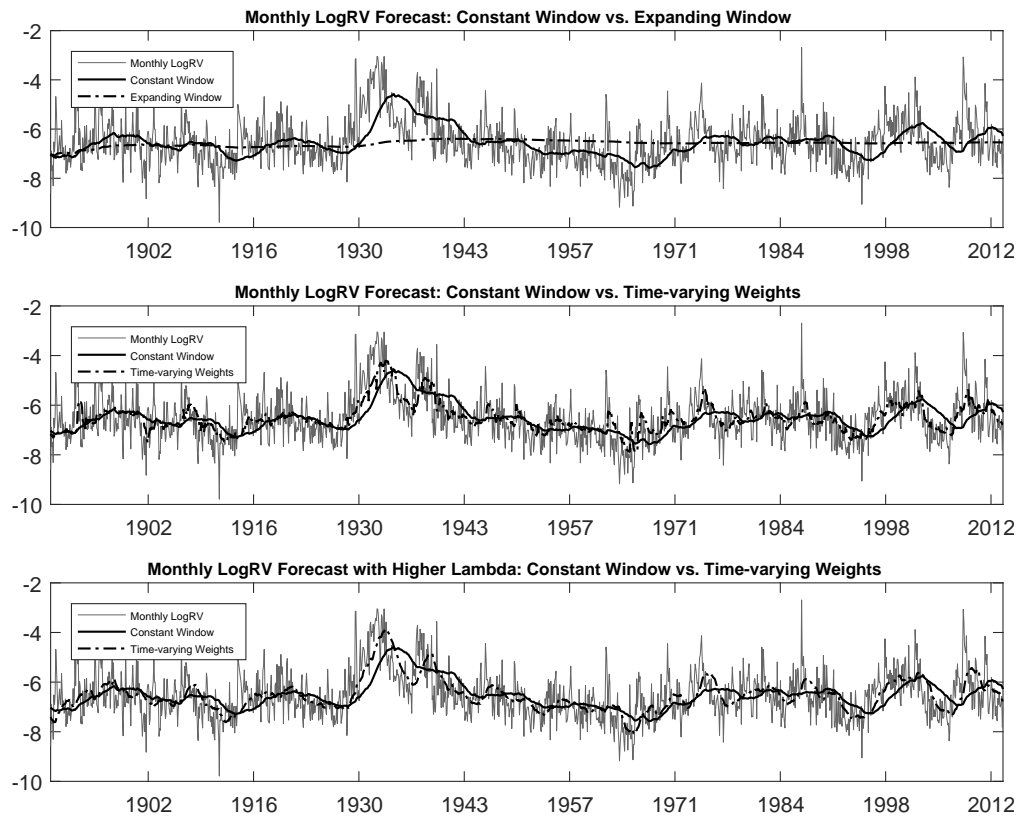 Monthly LogRV Forecast: Constant Window vs. Expanding Window
-2
-4
-6
-8
-10
Monthly LogRV
Constant Window
Expanding Window
1902 1916 1930 1943 1957 1971 1984 1998 2012
Monthly LogRV Forecast: Constant Window vs. Time-varying Weights
-2
-4
-6
-8
-10
Monthly LogRV
Constant Window
Time-varying Weights
1902 1916 1930 1943 1957 1971 1984 1998 2012
Monthly LogRV Forecast with Higher Lambda: Constant Window vs. Time-varying Weights
-2
-4
-6
-8
-10
Monthly LogRV
Constant Window
Time-varying Weights
1902 1916 1930 1943 1957 1971 1984 1998 2012